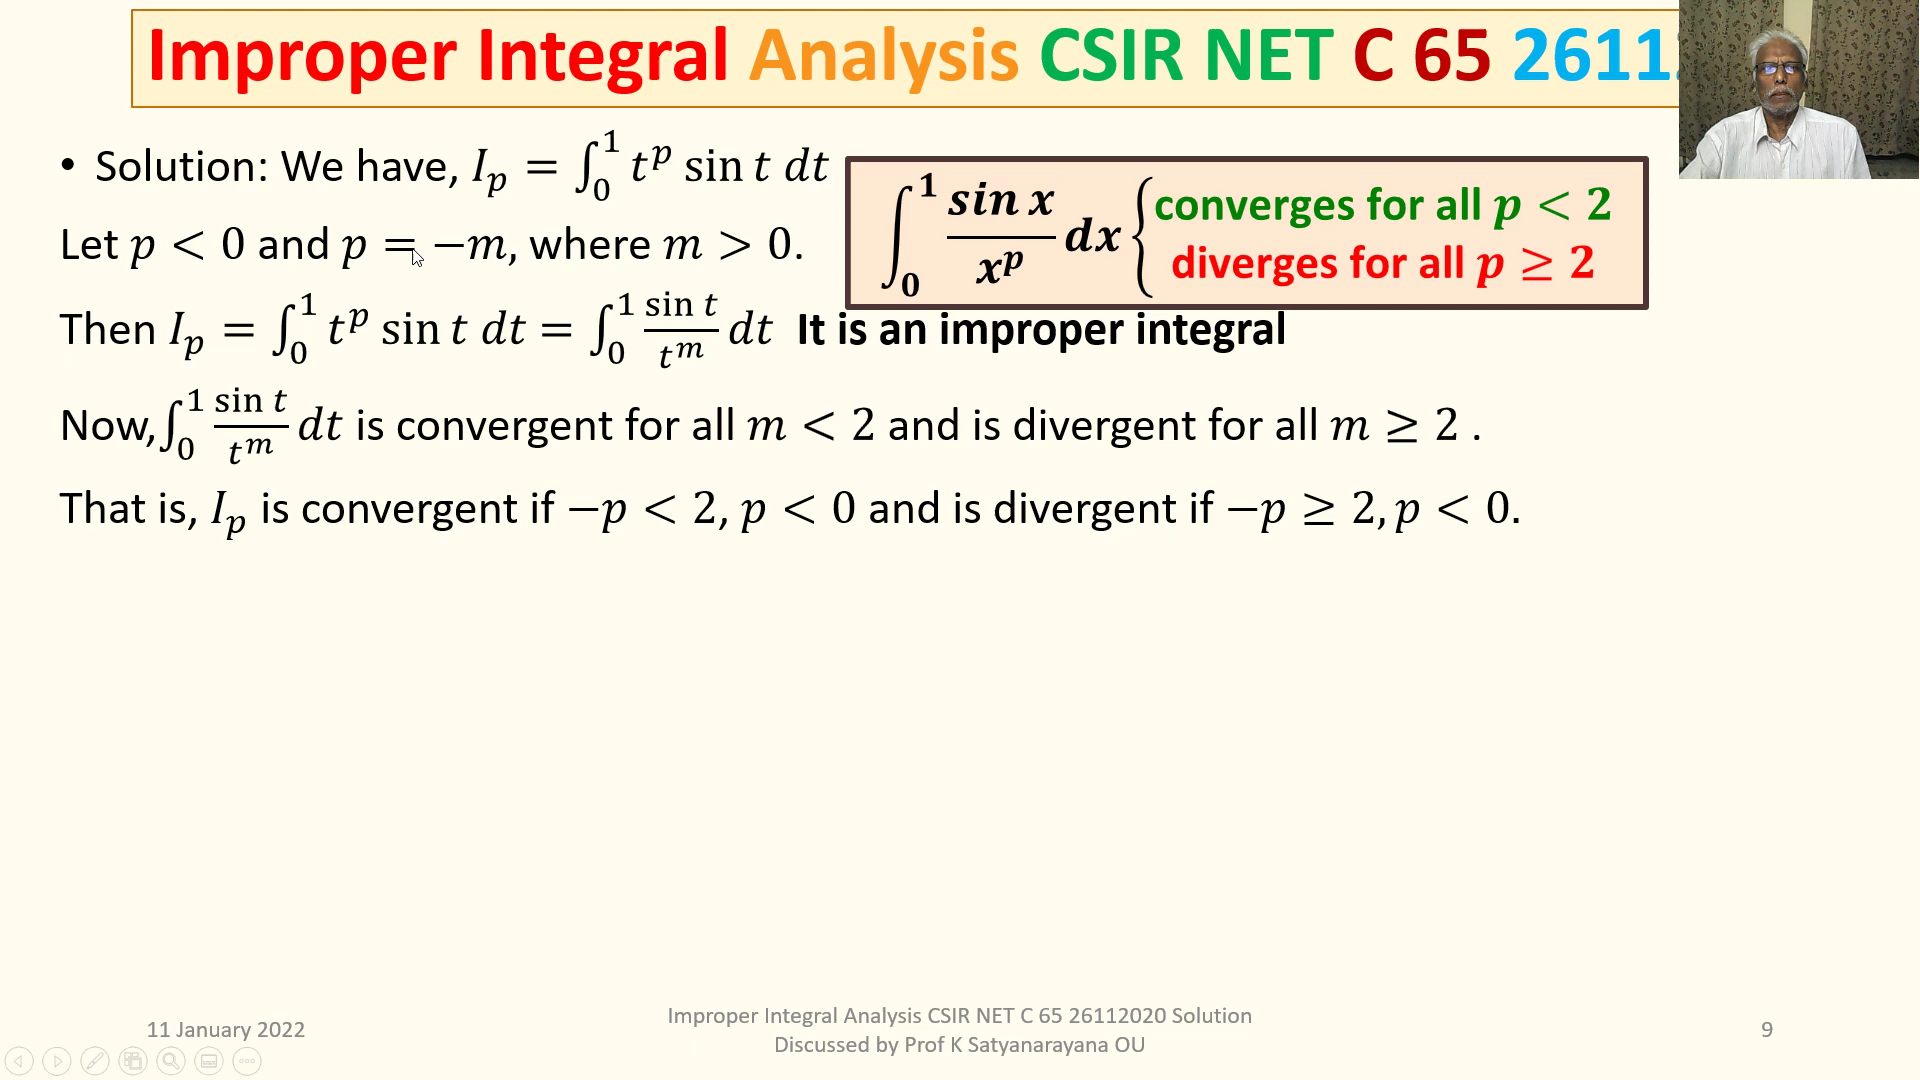 Improper Integral Analysis CSIR NET C 65 2611
• Solution: We have, I_p = ∫_0^1 t^p sin t dt
∫_0^1 (sin x)/(x^p) dx { converges for all p < 2
diverges for all p ≥ 2
Let p < 0 and p = −m, where m > 0.
Then I_p = ∫_0^1 t^p sin t dt = ∫_0^1 (sin t)/(t^m) dt It is an improper integral
Now, ∫_0^1 (sin t)/(t^m) dt is convergent for all m < 2 and is divergent for all m ≥ 2 .
That is, I_p is convergent if −p < 2, p < 0 and is divergent if −p ≥ 2, p < 0.
11 January 2022
Improper Integral Analysis CSIR NET C 65 26112020 Solution
Discussed by Prof K Satyanarayana OU
9